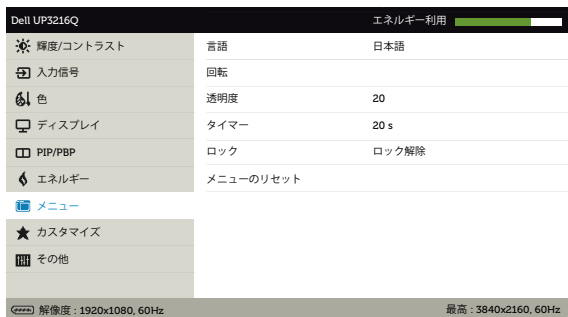 Dell UP3216Q エネルギー利用
輝度/コントラスト 言語 日本語
入力信号 回転
色 透明度 20
ディスプレイ タイマー 20 s
PIP/PBP ロック ロック解除
エネルギー メニューのリセット
メニュー
カスタマイズ
その他
解像度 : 1920x1080, 60Hz 最高 : 3840x2160, 60Hz